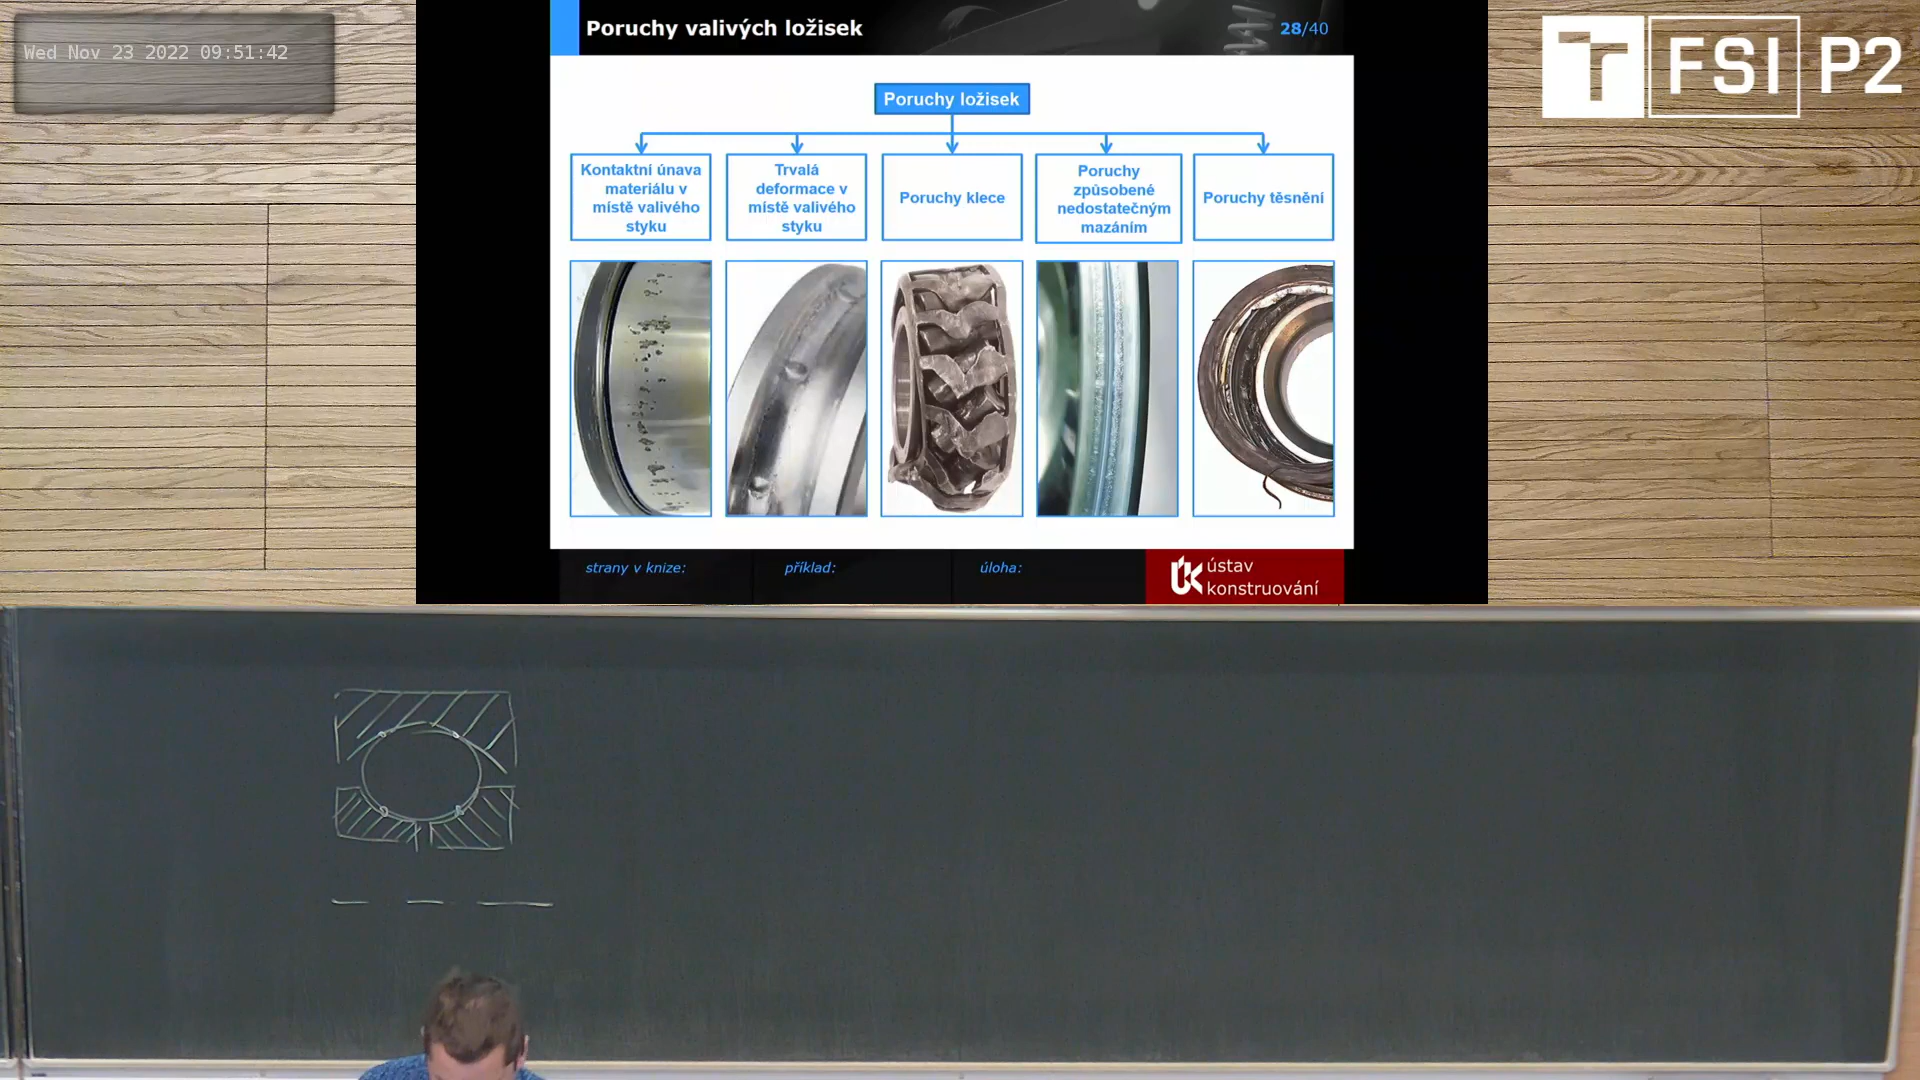 Wed Nov 23 2022 09:51:42
Poruchy valivých ložisek
28/40
T FSI P2
Poruchy ložisek
Kontaktní únava
materiálu v
místě valivého
styku
Trvalá
deformace v
místě valivého
styku
Poruchy klece
Poruchy
způsobené
nedostatečným
mazáním
Poruchy těsnění
strany v knize:
příklad:
úloha:
ÚK ústav
konstruování